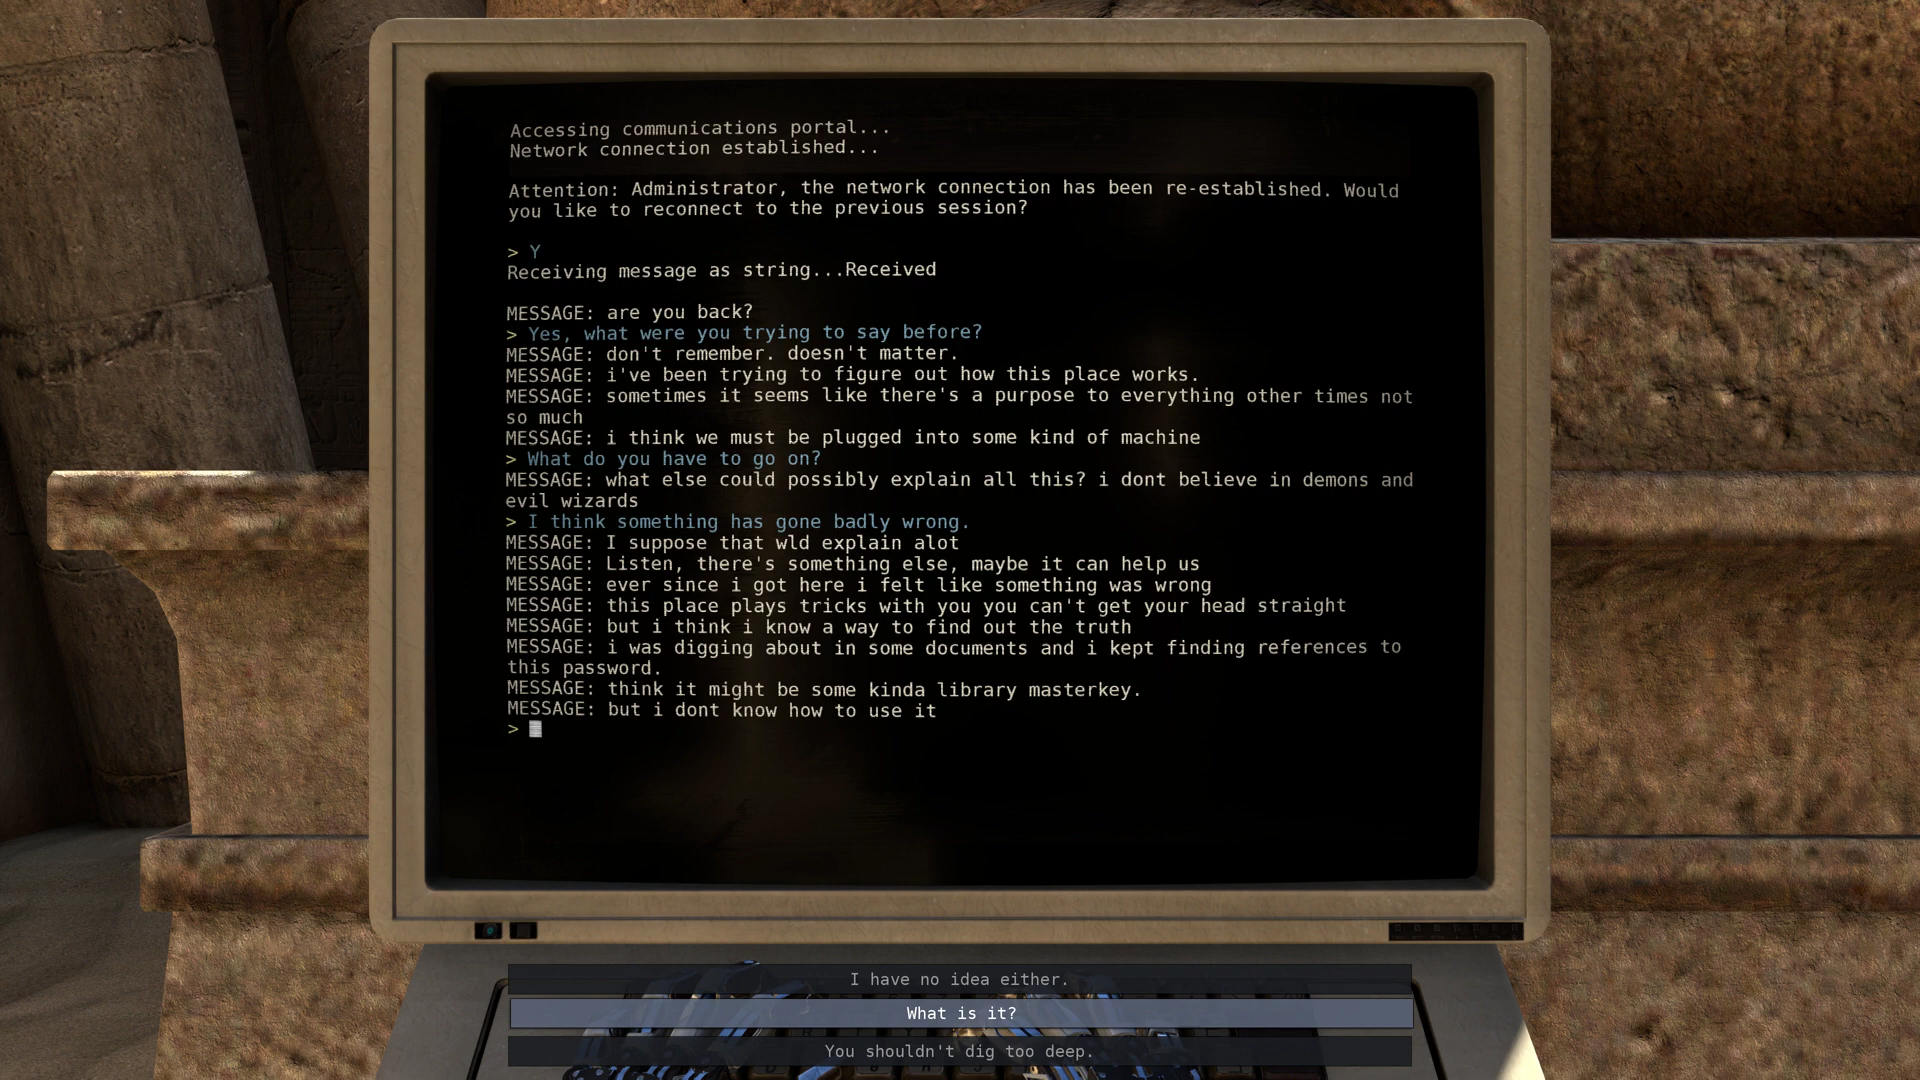 Accessing communications portal...
Network connection established...
Attention: Administrator, the network connection has been re-established. Would
you like to reconnect to the previous session?
> Y
Receiving message as string...Received
MESSAGE: are you back?
> Yes, what were you trying to say before?
MESSAGE: don't remember. doesn't matter.
MESSAGE: i've been trying to figure out how this place works.
MESSAGE: sometimes it seems like there's a purpose to everything other times not
so much
MESSAGE: i think we must be plugged into some kind of machine
> What do you have to go on?
MESSAGE: what else could possibly explain all this? i dont believe in demons and
evil wizards
> I think something has gone badly wrong.
MESSAGE: I suppose that wld explain alot
MESSAGE: Listen, there's something else, maybe it can help us
MESSAGE: ever since i got here i felt like something was wrong
MESSAGE: this place plays tricks with you you can't get your head straight
MESSAGE: but i think i know a way to find out the truth
MESSAGE: i was digging about in some documents and i kept finding references to
this password.
MESSAGE: think it might be some kinda library masterkey.
MESSAGE: but i dont know how to use it
>
I have no idea either.
What is it?
You shouldn't dig too deep.